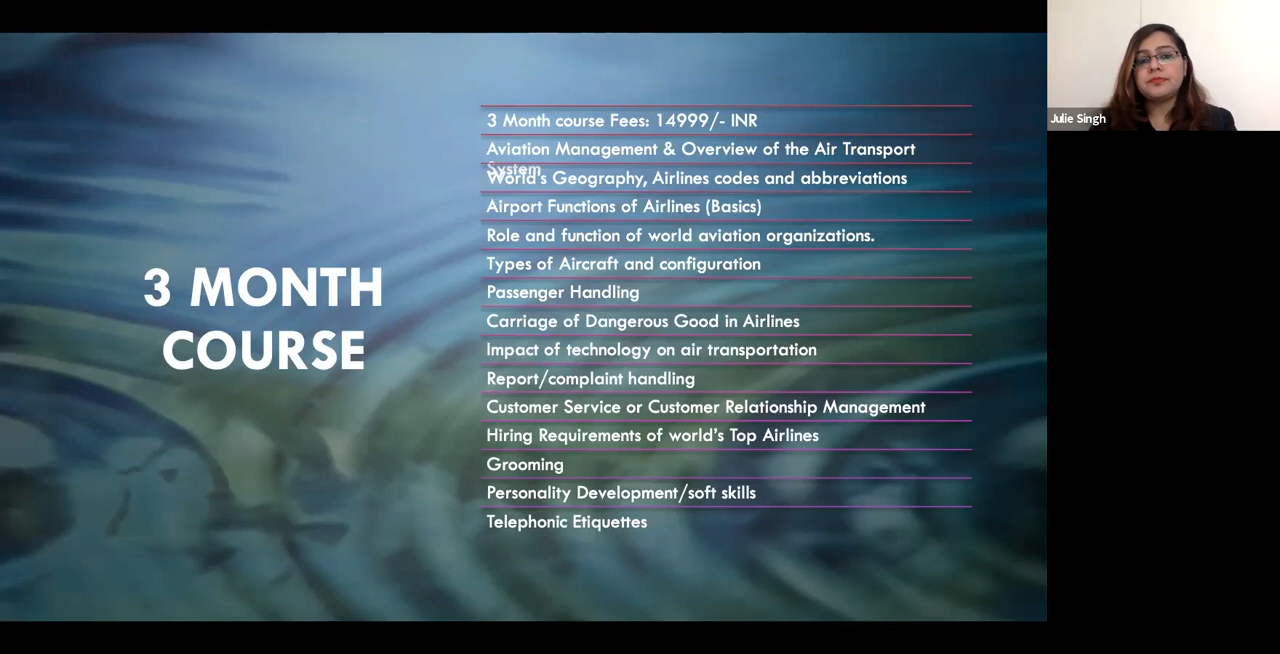 3 MONTH
COURSE
3 Month course Fees: 14999/- INR
Aviation Management & Overview of the Air Transport
System
World's Geography, Airlines codes and abbreviations
Airport Functions of Airlines (Basics)
Role and function of world aviation organizations.
Types of Aircraft and configuration
Passenger Handling
Carriage of Dangerous Good in Airlines
Impact of technology on air transportation
Report/complaint handling
Customer Service or Customer Relationship Management
Hiring Requirements of world's Top Airlines
Grooming
Personality Development/soft skills
Telephonic Etiquettes
Julie Singh